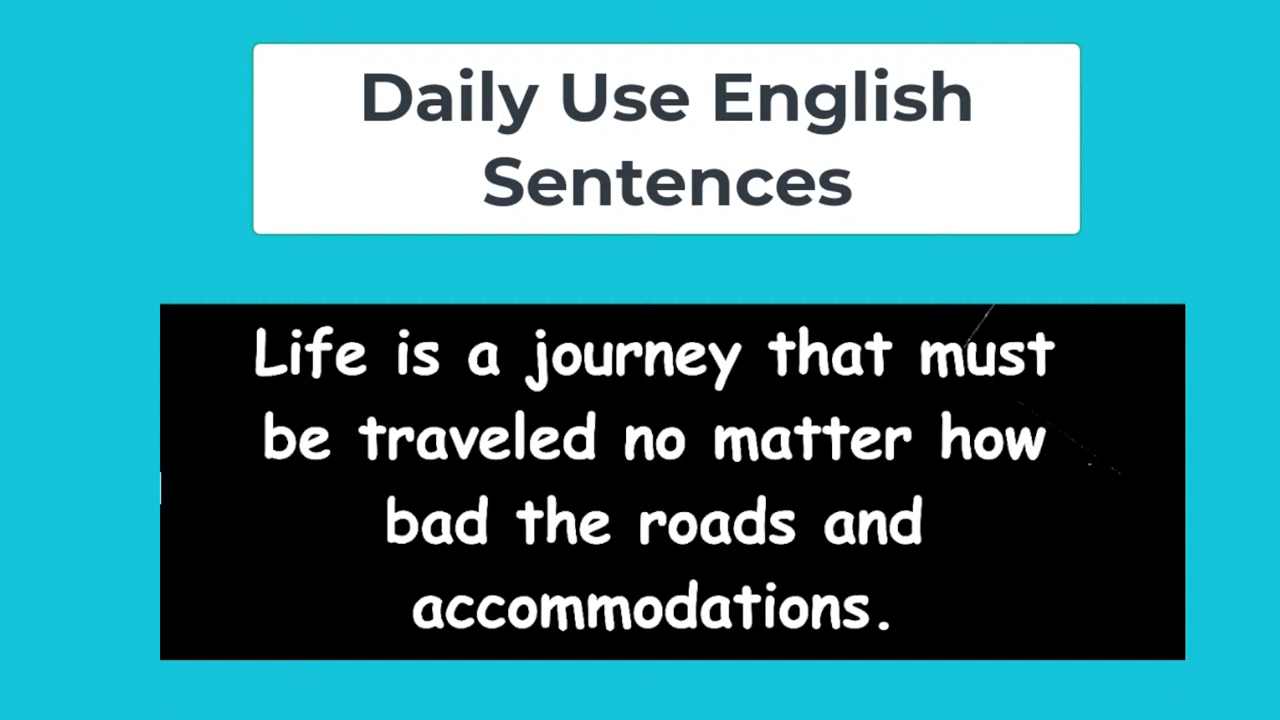 Daily Use English
Sentences
Life is a journey that must
be traveled no matter how
bad the roads and
accommodations.